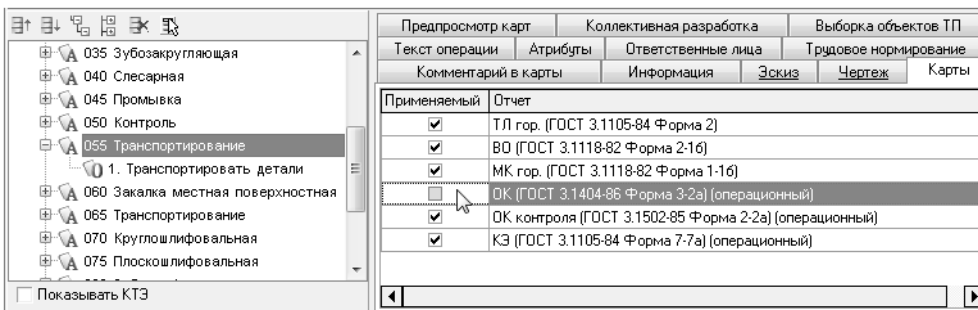 035 Зубозакругляющая
040 Слесарная
045 Промывка
050 Контроль
055 Транспортирование
1. Транспортировать детали
060 Закалка местная поверхностная
065 Транспортирование
070 Круглошлифовальная
075 Плоскошлифовальная
Показывать КТЭ
Предпросмотр карт Коллективная разработка Выборка объектов ТП
Текст операции Атрибуты Ответственные лица Трудовое нормирование
Комментарий в карты Информация Эскиз Чертеж Карты
Применяемый Отчет
ТЛ гор. (ГОСТ 3.1105-84 Форма 2)
ВО (ГОСТ 3.1118-82 Форма 2-1б)
МК гор. (ГОСТ 3.1118-82 Форма 1-1б)
ОК (ГОСТ 3.1404-86 Форма 3-2а) (операционный)
ОК контроля (ГОСТ 3.1502-85 Форма 2-2а) (операционный)
КЭ (ГОСТ 3.1105-84 Форма 7-7а) (операционный)